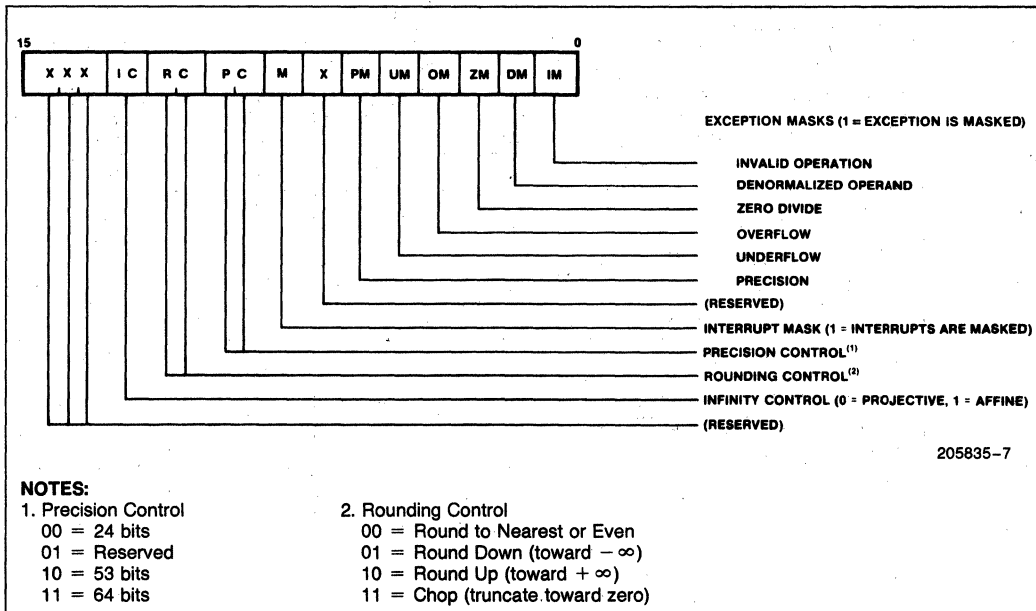 15 0
X X X I C R C P C M X PM UM OM ZM DM IM
EXCEPTION MASKS (1 = EXCEPTION IS MASKED)
INVALID OPERATION
DENORMALIZED OPERAND
ZERO DIVIDE
OVERFLOW
UNDERFLOW
PRECISION
(RESERVED)
INTERRUPT MASK (1 = INTERRUPTS ARE MASKED)
PRECISION CONTROL(1)
ROUNDING CONTROL(2)
INFINITY CONTROL (0 = PROJECTIVE, 1 = AFFINE)
(RESERVED)
205835-7
NOTES:
1. Precision Control
00 = 24 bits
01 = Reserved
10 = 53 bits
11 = 64 bits
2. Rounding Control
00 = Round to Nearest or Even
01 = Round Down (toward −∞)
10 = Round Up (toward +∞)
11 = Chop (truncate toward zero)